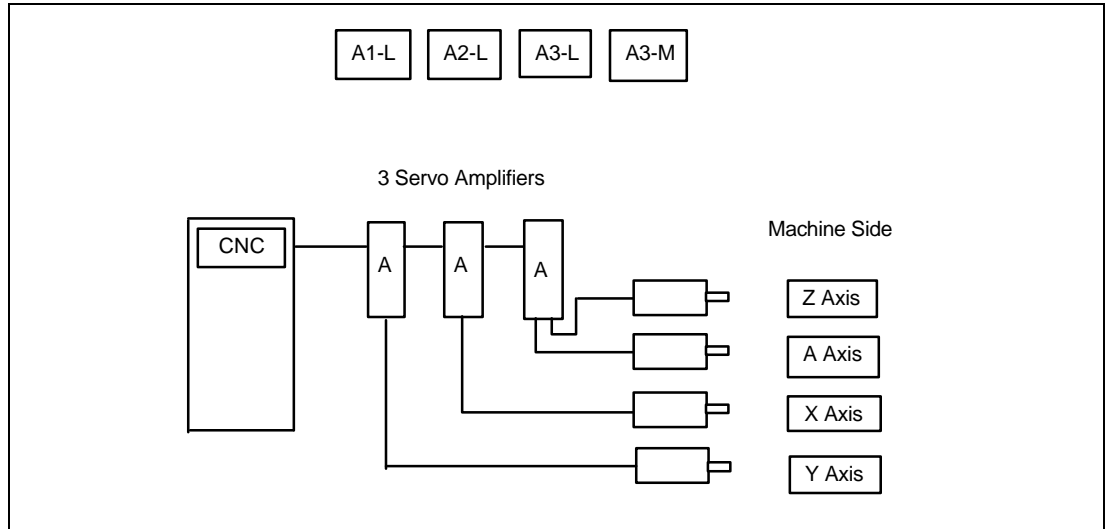 A1-L A2-L A3-L A3-M
3 Servo Amplifiers
Machine Side
CNC
A A A
Z Axis
A Axis
X Axis
Y Axis